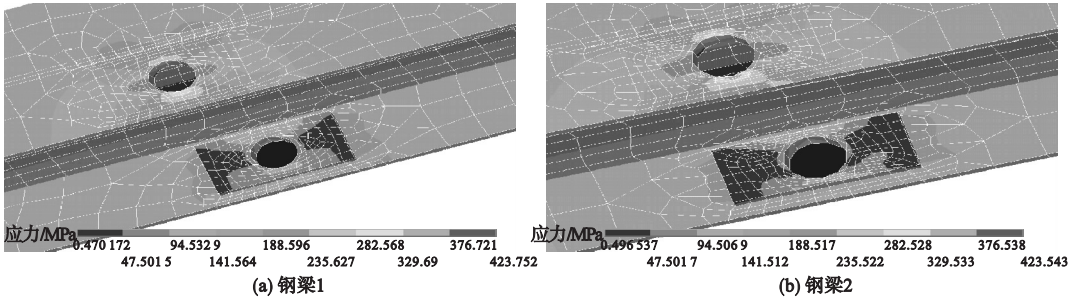 应力/MPa
0.470 172 94.532 9 188.596 282.568 376.721
47.501 5 141.564 235.627 329.69 423.752
(a) 钢梁1
应力/MPa
0.496 537 94.506 9 188.517 282.528 376.538
47.501 7 141.512 235.522 329.533 423.543
(b) 钢梁2